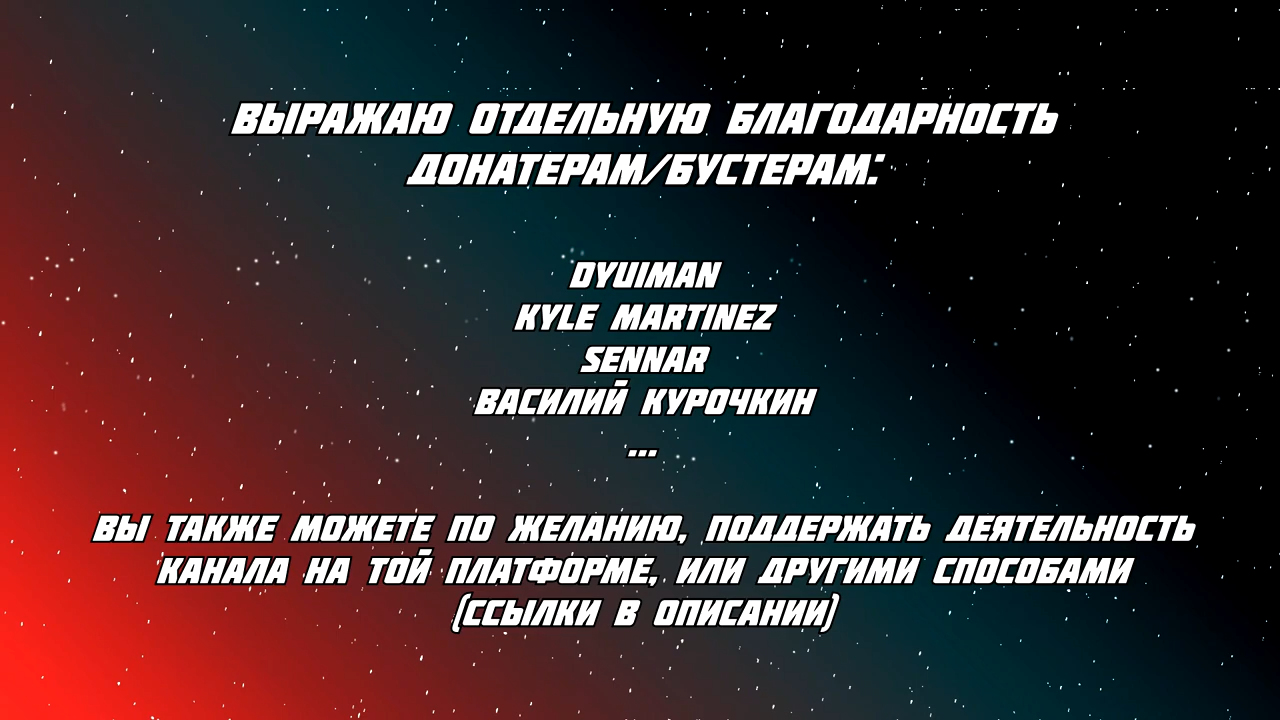 ВЫРАЖАЮ ОТДЕЛЬНУЮ БЛАГОДАРНОСТЬ
ДОНАТЕРАМ/БУСТЕРАМ:
DYUIMAN
KYLE MARTINEZ
SENNAR
ВАСИЛИЙ КУРОЧКИН
...
ВЫ ТАКЖЕ МОЖЕТЕ ПО ЖЕЛАНИЮ, ПОДДЕРЖАТЬ ДЕЯТЕЛЬНОСТЬ
КАНАЛА НА ТОЙ ПЛАТФОРМЕ, ИЛИ ДРУГИМИ СПОСОБАМИ
(ССЫЛКИ В ОПИСАНИИ)